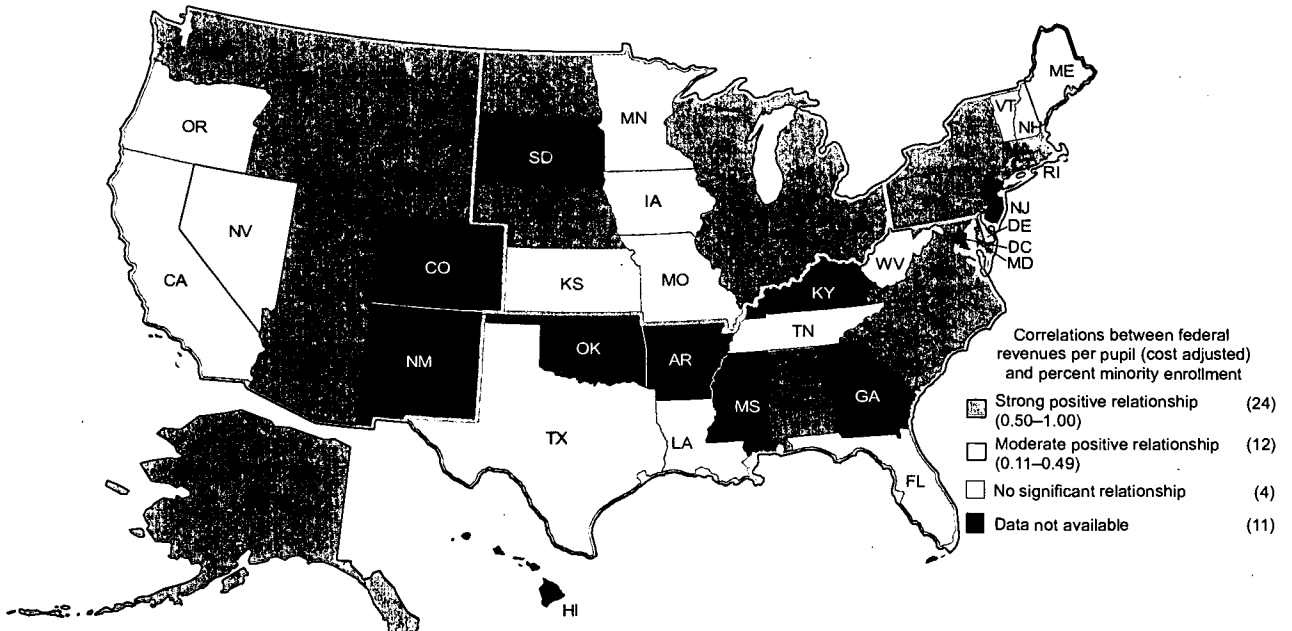 ME
VT
MN
NH
OR
SD
RI
IA
NJ
NV
DE
DC
CO
MD
WV
CA
KS
MO
KY
TN
Correlations between federal
revenues per pupil (cost adjusted)
and percent minority enrollment
OK
NM
AR
Strong positive relationship (24)
(0.50–1.00)
MS
GA
TX
LA
Moderate positive relationship (12)
(0.11–0.49)
FL
No significant relationship (4)
Data not available (11)
HI